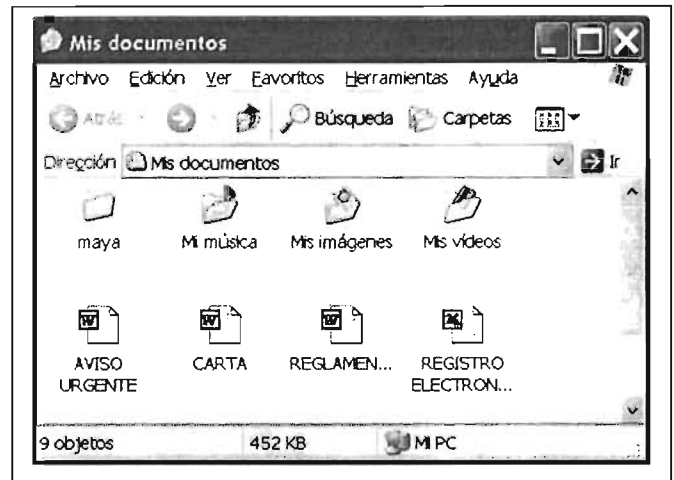 Mis documentos
Archivo Edición Ver Favoritos Herramientas Ayuda
Atrás Búsqueda Carpetas
Dirección Mis documentos Ir
maya Mi música Mis imágenes Mis vídeos
AVISO URGENTE CARTA REGLAMEN... REGISTRO ELECTRON...
9 objetos 452 KB MI PC